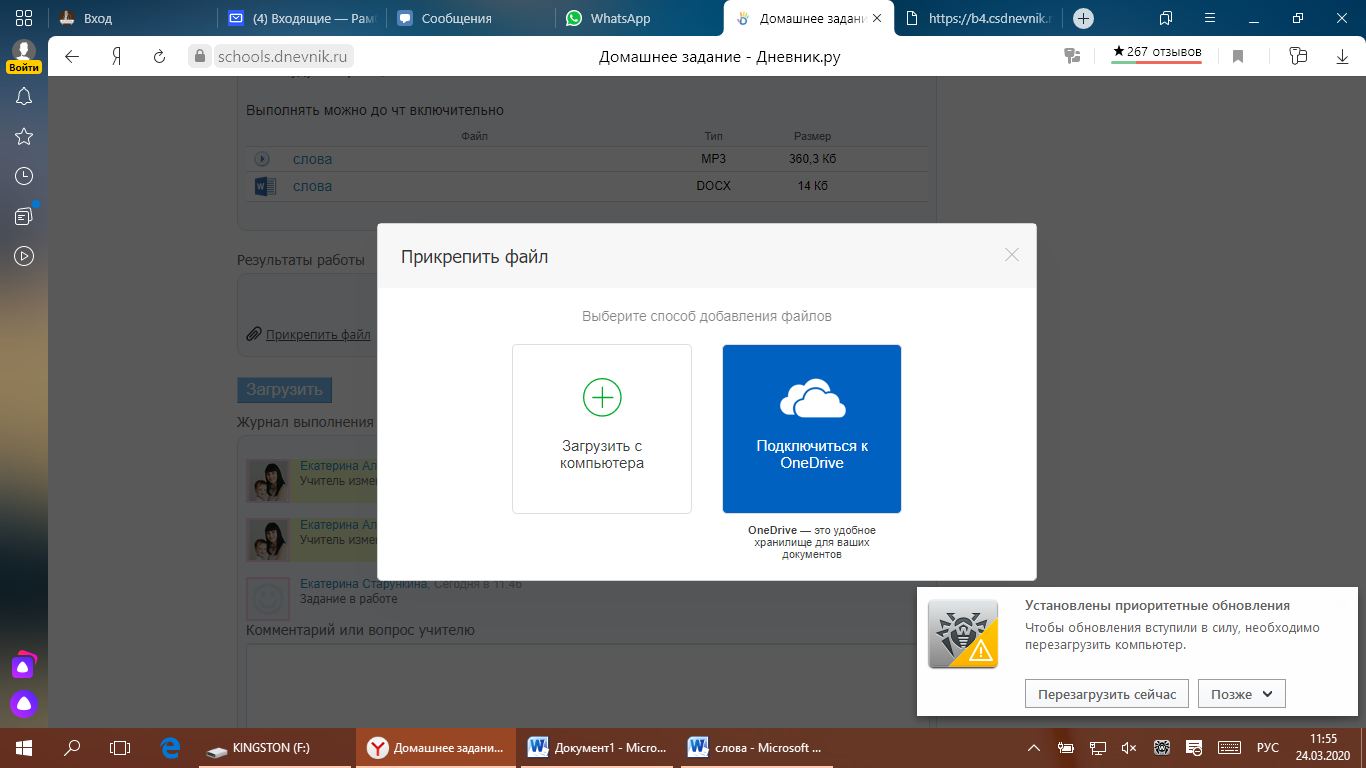 Вход
(4) Входящие — Рам
Сообщения
WhatsApp
Домашнее задани
https://b4.csdnevnik.r
Войти
schools.dnevnik.ru
Домашнее задание - Дневник.ру
★267 отзывов
Выполнять можно до чт включительно
Файл Тип Размер
слова MP3 360,3 Кб
слова DOCX 14 Кб
Результаты работы
Прикрепить файл
Загрузить
Журнал выполнения
Екатерина Ал
Учитель измен
Екатерина Ал
Учитель измен
Екатерина Старункина, Сегодня в 11:46
Задание в работе
Комментарий или вопрос учителю
Прикрепить файл
Выберите способ добавления файлов
Загрузить с
компьютера
Подключиться к
OneDrive
OneDrive — это удобное
хранилище для ваших
документов
Установлены приоритетные обновления
Чтобы обновления вступили в силу, необходимо
перезагрузить компьютер.
Перезагрузить сейчас
Позже
KINGSTON (F:)
Домашнее задани...
Документ1 - Micro...
слова - Microsoft ...
РУС
11:55
24.03.2020